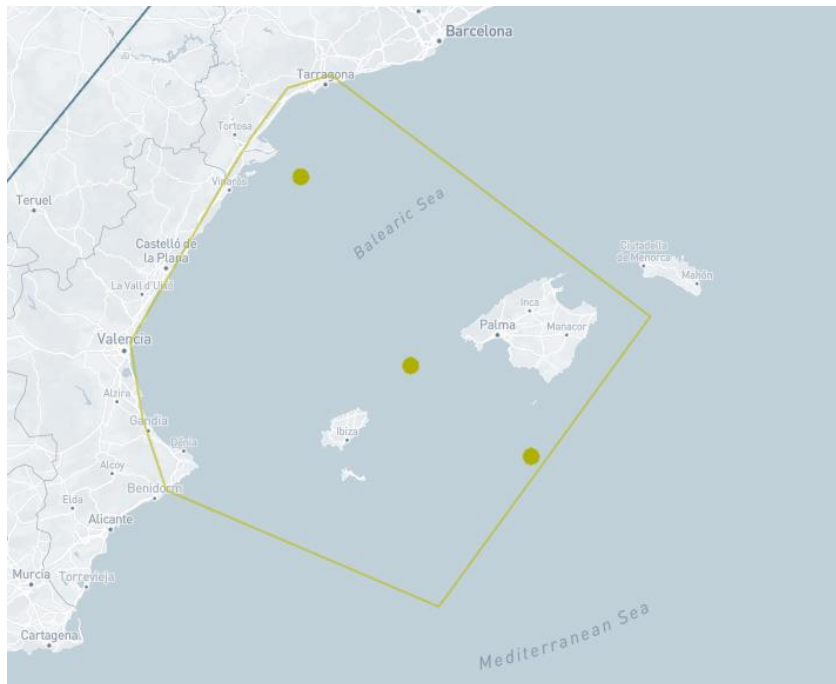 Barcelona
Tarragona
Tortosa
Vinaròs
Teruel
Balearic Sea
Castelló de
la Plana
Ciutadella
de Menorca
Mahón
La Vall d'Uixó
Inca
Palma
Manacor
Valencia
Alzira
Gandia
Ibiza
Dénia
Alcoy
Benidorm
Elda
Alicante
Murcia
Torrevieja
Cartagena
Mediterranean Sea